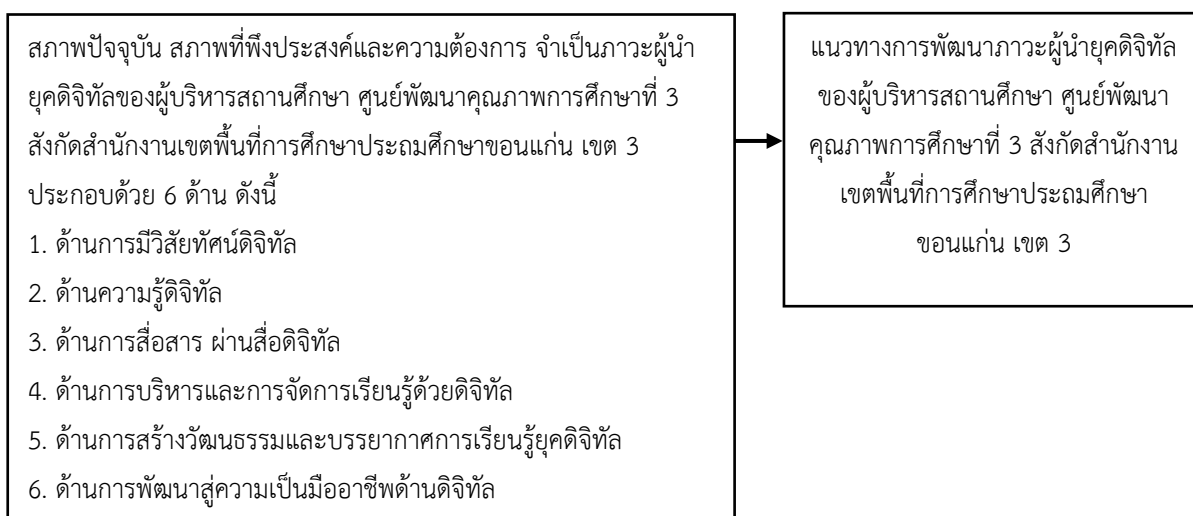 สภาพปัจจุบัน สภาพที่พึงประสงค์และความต้องการ จำเป็นภาวะผู้นำ
ยุคดิจิทัลของผู้บริหารสถานศึกษา ศูนย์พัฒนาคุณภาพการศึกษาที่ 3
สังกัดสำนักงานเขตพื้นที่การศึกษาประถมศึกษาขอนแก่น เขต 3
ประกอบด้วย 6 ด้าน ดังนี้
1. ด้านการมีวิสัยทัศน์ดิจิทัล
2. ด้านความรู้ดิจิทัล
3. ด้านการสื่อสาร ผ่านสื่อดิจิทัล
4. ด้านการบริหารและการจัดการเรียนรู้ด้วยดิจิทัล
5. ด้านการสร้างวัฒนธรรมและบรรยากาศการเรียนรู้ยุคดิจิทัล
6. ด้านการพัฒนาสู่ความเป็นมืออาชีพด้านดิจิทัล
แนวทางการพัฒนาภาวะผู้นำยุคดิจิทัล
ของผู้บริหารสถานศึกษา ศูนย์พัฒนา
คุณภาพการศึกษาที่ 3 สังกัดสำนักงาน
เขตพื้นที่การศึกษาประถมศึกษา
ขอนแก่น เขต 3